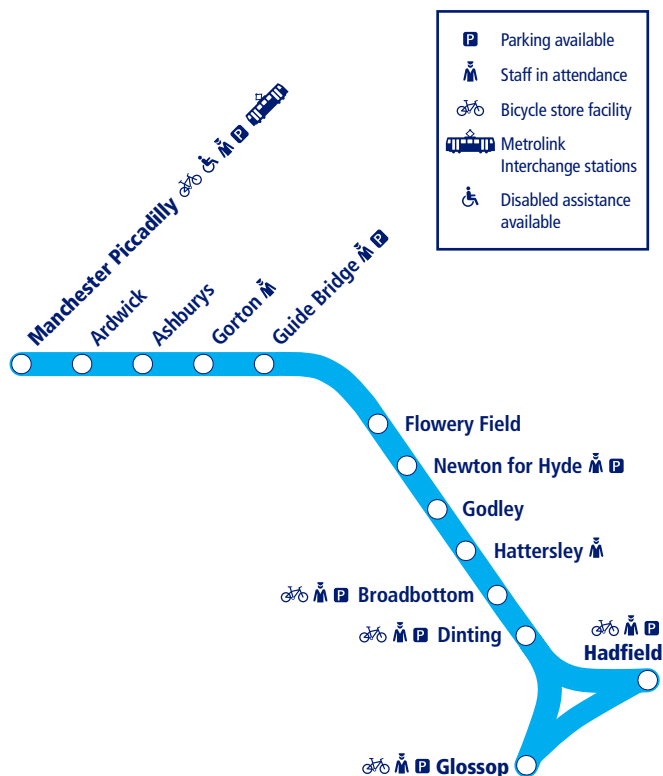 P Parking available
Staff in attendance
Bicycle store facility
Metrolink
Interchange stations
Disabled assistance
available
Manchester Piccadilly P
Ardwick
Ashburys
Gorton
Guide Bridge P
Flowery Field
Newton for Hyde P
Godley
Hattersley
P Broadbottom
P Dinting
P
Hadfield
P Glossop